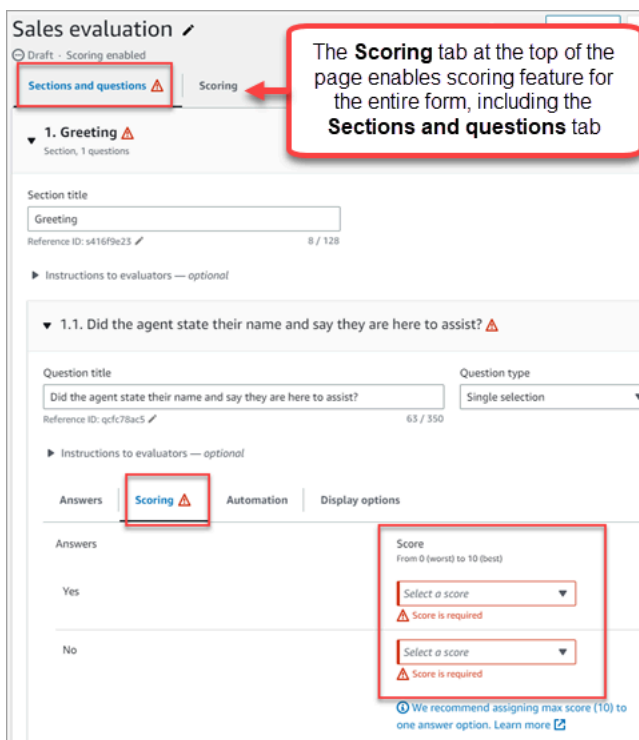 Sales evaluation
Draft · Scoring enabled
The Scoring tab at the top of the
page enables scoring feature for
the entire form, including the
Sections and questions tab
Sections and questions
Scoring
1. Greeting
Section, 1 questions
Section title
Greeting
Reference ID: s416f9e23
8 / 128
Instructions to evaluators — optional
1.1. Did the agent state their name and say they are here to assist?
Question title
Question type
Did the agent state their name and say they are here to assist?
Single selection
Reference ID: qcfc78ac5
63 / 350
Instructions to evaluators — optional
Answers
Scoring
Automation
Display options
Answers
Score
From 0 (worst) to 10 (best)
Yes
Select a score
Score is required
No
Select a score
Score is required
We recommend assigning max score (10) to
one answer option. Learn more